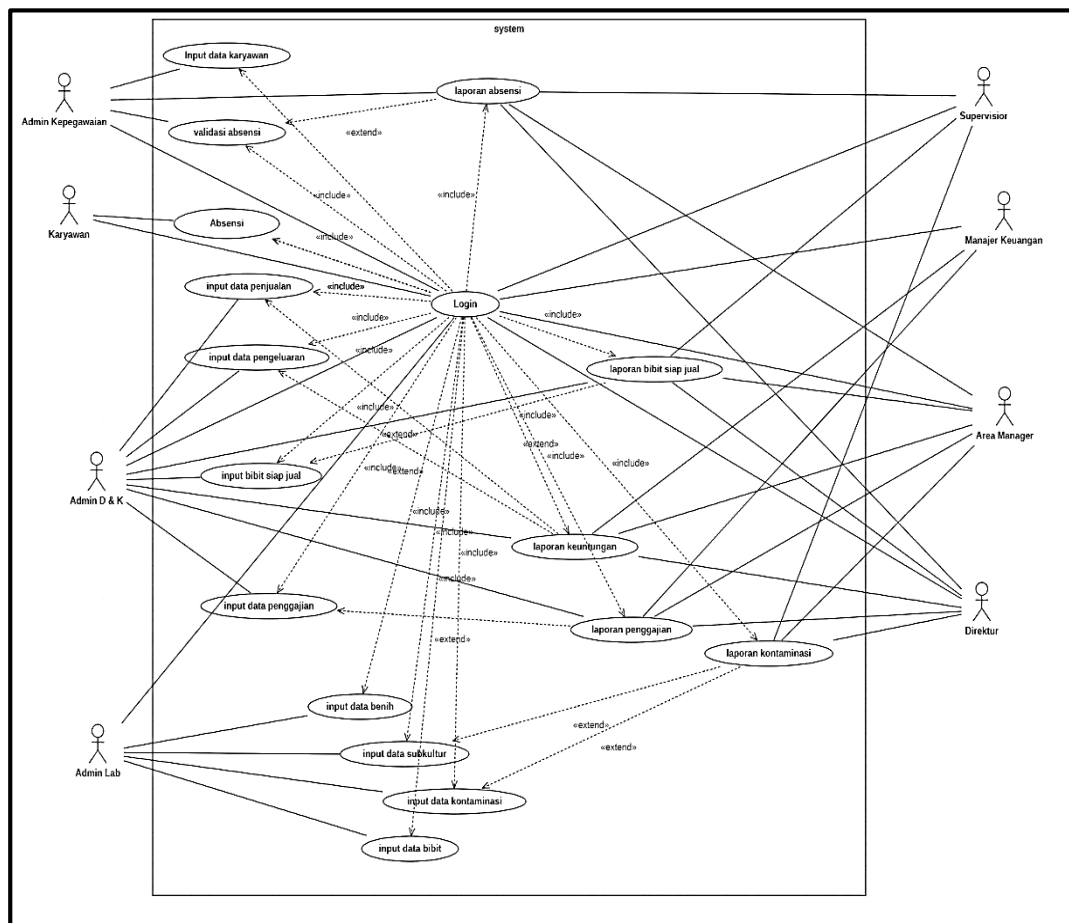 system
Input data karyawan
laporan absensi
Admin Kepegawaian
validasi absensi
«extend»
Supervisior
«include»
«include»
Karyawan
Absensi
«include»
Manajer Keuangan
input data penjualan
«include»
Login
«include»
«include»
input data pengeluaran
«include»
laporan bibit siap jual
«include»
«include»
«extend»
«extend»
Area Manager
Admin D & K
input bibit siap jual
«include»
«extend»
«include»
«include»
«include»
«include»
laporan keuntungan
«include»
«include»
input data penggajian
laporan penggajian
Direktur
«extend»
laporan kontaminasi
input data benih
«extend»
Admin Lab
input data subkultur
«extend»
input data kontaminasi
input data bibit